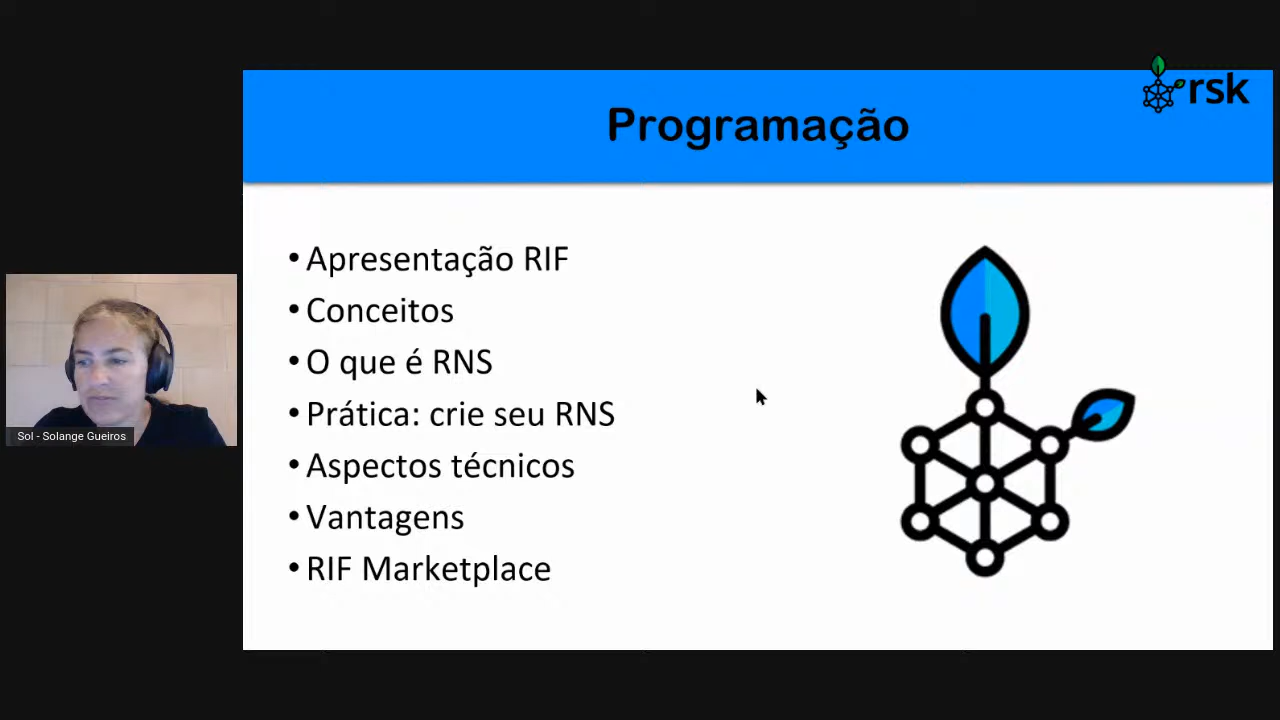 rsk
Programação
• Apresentação RIF
• Conceitos
• O que é RNS
• Prática: crie seu RNS
• Aspectos técnicos
• Vantagens
• RIF Marketplace
Sol - Solange Gueiros